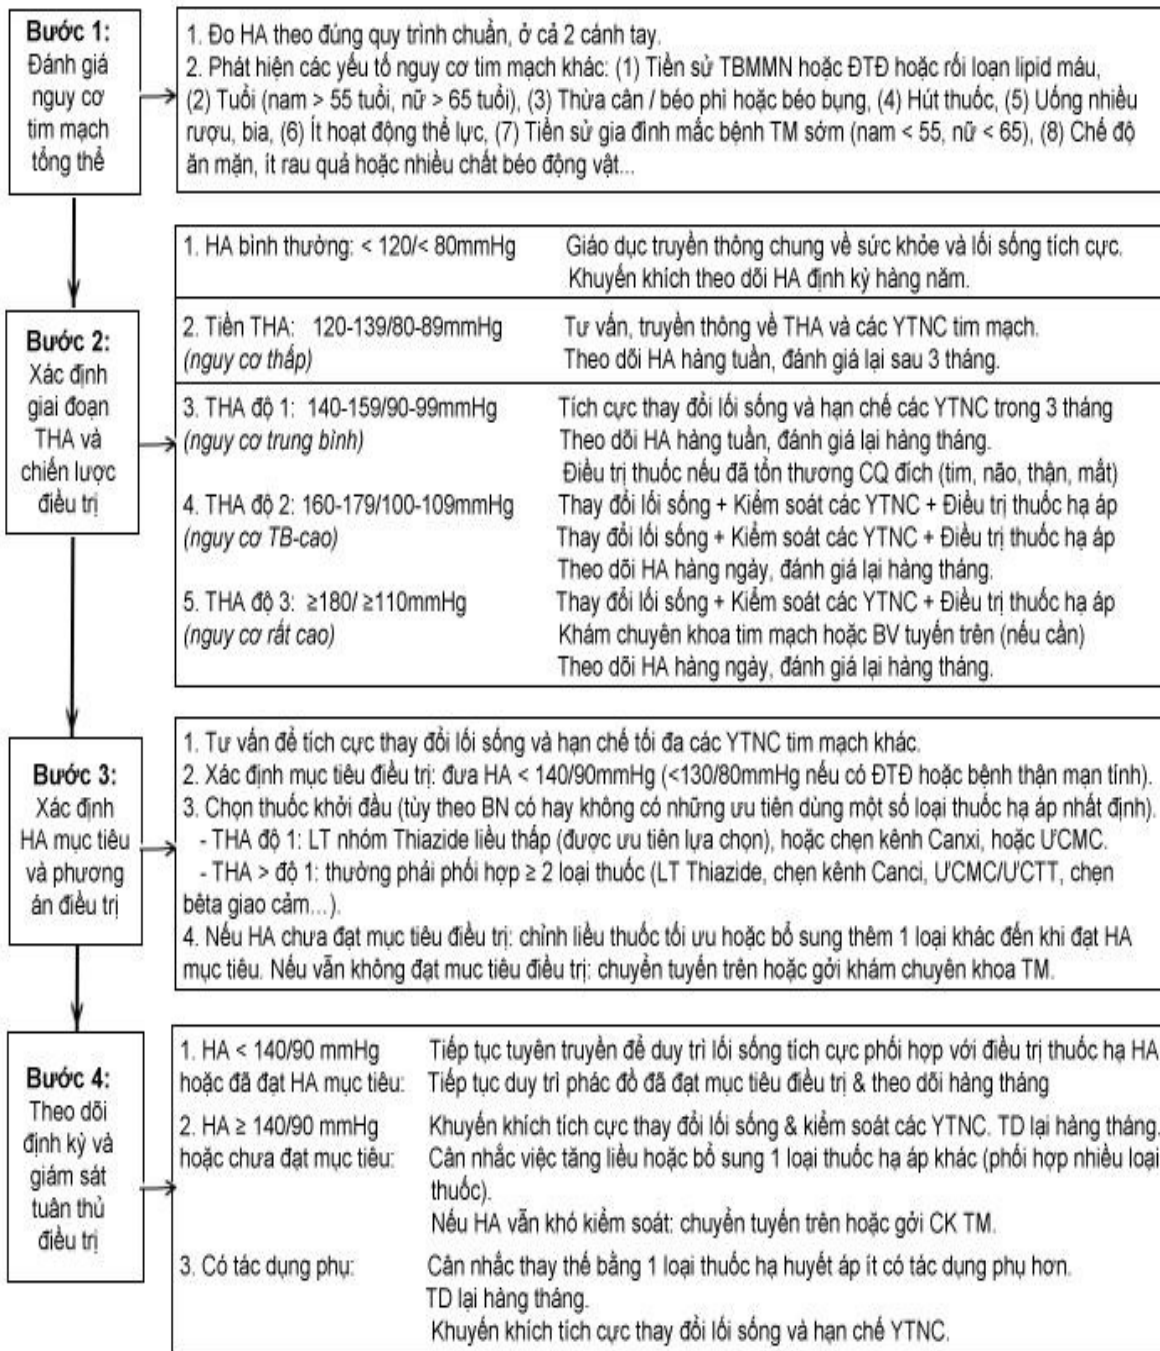 Bước 1:
Đánh giá
nguy cơ
tim mạch
tổng thể
1. Đo HA theo đúng quy trình chuẩn, ở cả 2 cánh tay.
2. Phát hiện các yếu tố nguy cơ tim mạch khác: (1) Tiền sử TBMMN hoặc ĐTĐ hoặc rối loạn lipid máu,
(2) Tuổi (nam > 55 tuổi, nữ > 65 tuổi), (3) Thừa cân / béo phì hoặc béo bụng, (4) Hút thuốc, (5) Uống nhiều
rượu, bia, (6) Ít hoạt động thể lực, (7) Tiền sử gia đình mắc bệnh TM sớm (nam < 55, nữ < 65), (8) Chế độ
ăn mặn, ít rau quả hoặc nhiều chất béo động vật...
Bước 2:
Xác định
giai đoạn
THA và
chiến lược
điều trị
1. HA bình thường: < 120/< 80mmHg Giáo dục truyền thông chung về sức khỏe và lối sống tích cực.
Khuyến khích theo dõi HA định kỳ hàng năm.
2. Tiền THA: 120-139/80-89mmHg Tư vấn, truyền thông về THA và các YTNC tim mạch.
(nguy cơ thấp) Theo dõi HA hàng tuần, đánh giá lại sau 3 tháng.
3. THA độ 1: 140-159/90-99mmHg Tích cực thay đổi lối sống và hạn chế các YTNC trong 3 tháng
(nguy cơ trung bình) Theo dõi HA hàng tuần, đánh giá lại hàng tháng.
Điều trị thuốc nếu đã tổn thương CQ đích (tim, não, thận, mắt)
4. THA độ 2: 160-179/100-109mmHg Thay đổi lối sống + Kiểm soát các YTNC + Điều trị thuốc hạ áp
(nguy cơ TB-cao) Thay đổi lối sống + Kiểm soát các YTNC + Điều trị thuốc hạ áp
Theo dõi HA hàng ngày, đánh giá lại hàng tháng.
5. THA độ 3: ≥180/ ≥110mmHg Thay đổi lối sống + Kiểm soát các YTNC + Điều trị thuốc hạ áp
(nguy cơ rất cao) Khám chuyên khoa tim mạch hoặc BV tuyến trên (nếu cần)
Theo dõi HA hàng ngày, đánh giá lại hàng tháng.
Bước 3:
Xác định
HA mục tiêu
và phương
án điều trị
1. Tư vấn để tích cực thay đổi lối sống và hạn chế tối đa các YTNC tim mạch khác.
2. Xác định mục tiêu điều trị: đưa HA < 140/90mmHg (<130/80mmHg nếu có ĐTĐ hoặc bệnh thận mạn tính).
3. Chọn thuốc khởi đầu (tùy theo BN có hay không có những ưu tiên dùng một số loại thuốc hạ áp nhất định).
- THA độ 1: LT nhóm Thiazide liều thấp (được ưu tiên lựa chọn), hoặc chẹn kênh Canxi, hoặc ƯCMC.
- THA > độ 1: thường phải phối hợp ≥ 2 loại thuốc (LT Thiazide, chẹn kênh Canci, ƯCMC/ƯCTT, chẹn
bêta giao cảm...).
4. Nếu HA chưa đạt mục tiêu điều trị: chỉnh liều thuốc tối ưu hoặc bổ sung thêm 1 loại khác đến khi đạt HA
mục tiêu. Nếu vẫn không đạt muc tiêu điều trị: chuyển tuyến trên hoặc gởi khám chuyên khoa TM.
Bước 4:
Theo dõi
định kỳ và
giám sát
tuân thủ
điều trị
1. HA < 140/90 mmHg Tiếp tục tuyên truyền để duy trì lối sống tích cực phối hợp với điều trị thuốc hạ HA
hoặc đã đạt HA mục tiêu: Tiếp tục duy trì phác đồ đã đạt mục tiêu điều trị & theo dõi hàng tháng
2. HA ≥ 140/90 mmHg Khuyến khích tích cực thay đổi lối sống & kiểm soát các YTNC. TD lại hàng tháng.
hoặc chưa đạt mục tiêu: Cân nhắc việc tăng liều hoặc bổ sung 1 loại thuốc hạ áp khác (phối hợp nhiều loại
thuốc).
Nếu HA vẫn khó kiểm soát: chuyển tuyến trên hoặc gởi CK TM.
3. Có tác dụng phụ: Cân nhắc thay thế bằng 1 loại thuốc hạ huyết áp ít có tác dụng phụ hơn.
TD lại hàng tháng.
Khuyến khích tích cực thay đổi lối sống và hạn chế YTNC.